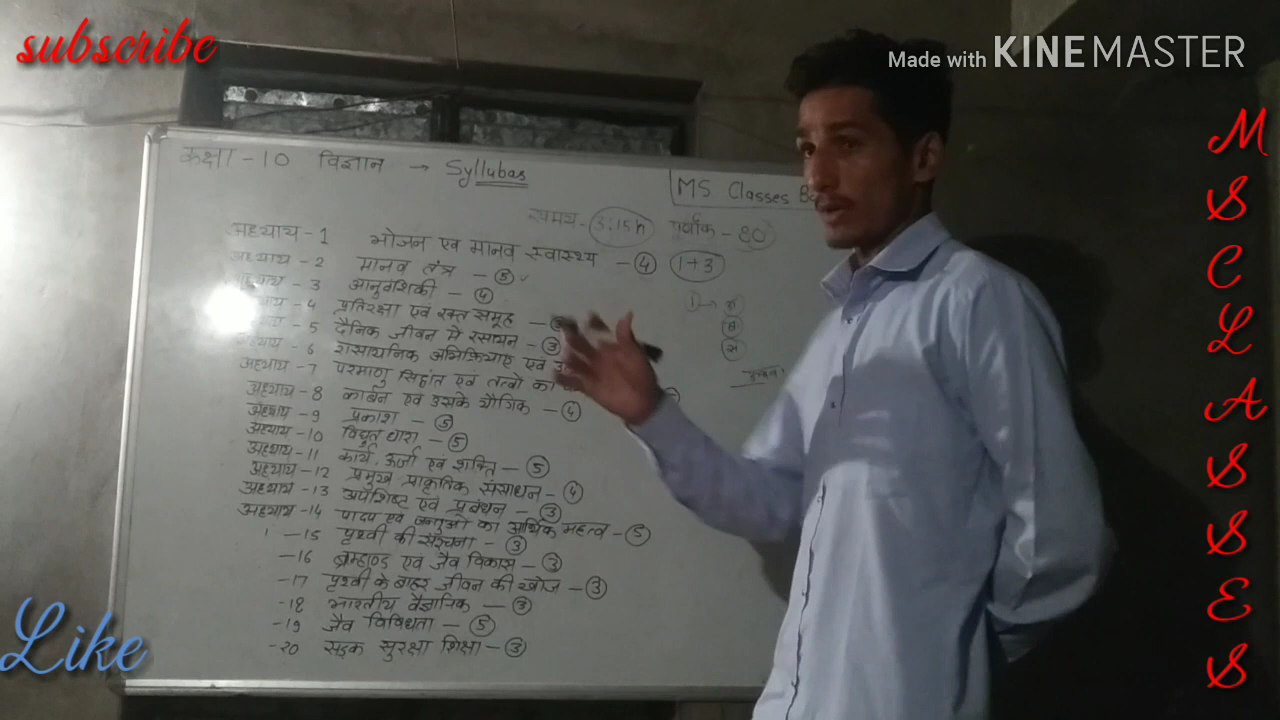 subscribe
Made with KINEMASTER
कक्षा - 10 विज्ञान → Syllubas
MS Classes
समय - 3:15h पूर्णांक - 80
अध्याय - 1 भोजन एवं मानव स्वास्थ्य - 4 1+3
अध्याय - 2 मानव तंत्र - 5
अध्याय - 3 आनुवंशिकी - 4
अध्याय - 4 प्रतिरक्षा एवं रक्त समूह -
अध्याय - 5 दैनिक जीवन में रसायन - 3
अध्याय - 6 रासायनिक अभिक्रियाए एवं
अध्याय - 7 परमाणु सिद्धांत एवं तत्वो का
अध्याय - 8 कार्बन एवं उसके यौगिक - 4
अध्याय - 9 प्रकाश - 5
अध्याय - 10 विद्युत धारा - 5
अध्याय - 11 कार्य, ऊर्जा एवं शक्ति - 5
अध्याय - 12 प्रमुख प्राकृतिक संसाधन - 4
अध्याय - 13 अपशिष्ट एवं प्रबंधन - 3
अध्याय - 14 पादप एवं जन्तुओं का आर्थिक महत्व - 5
- 15 पृथ्वी की संरचना - 3
- 16 ब्रम्हाण्ड एवं जैव विकास - 3
- 17 पृथ्वी के बाहर जीवन की खोज - 3
- 18 भारतीय वैज्ञानिक - 3
- 19 जैव विविधता - 5
- 20 सड़क सुरक्षा शिक्षा - 3
Like
M S C L A S S E S